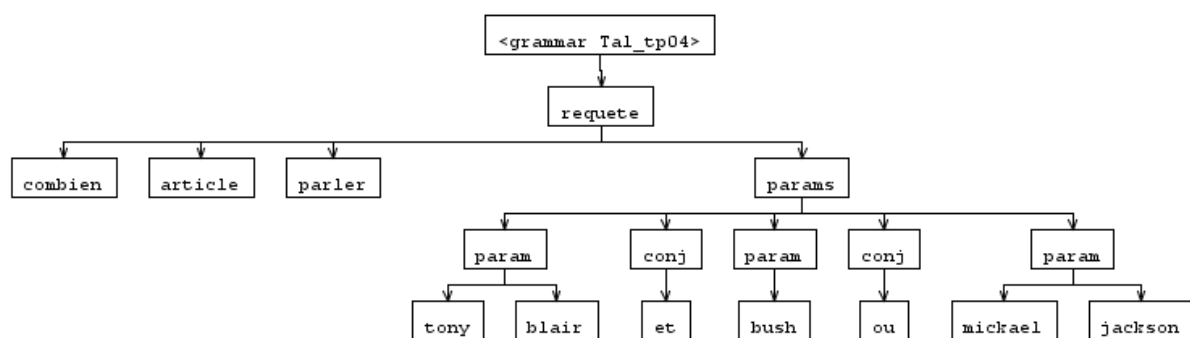 <grammar Tal_tp04>
requete
combien article parler params
param conj param conj param
tony blair et bush ou mickael jackson